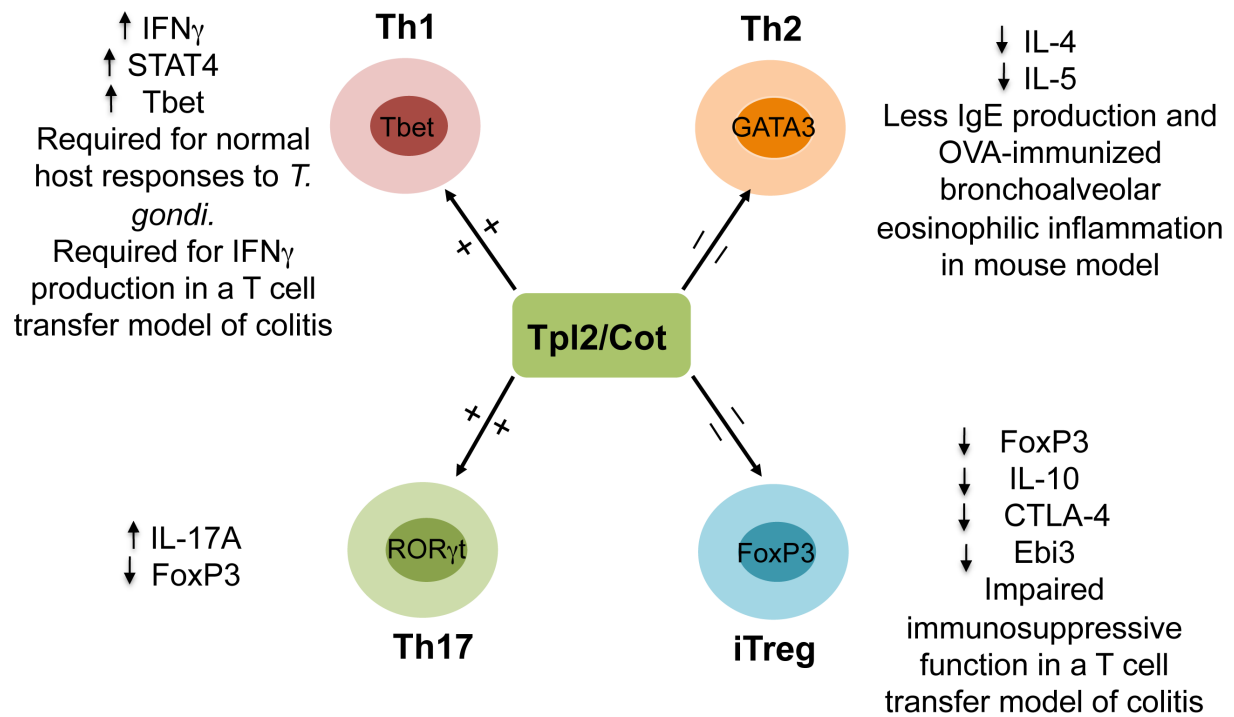 Th1
↑ IFNγ
↑ STAT4
↑ Tbet
Required for normal
host responses to T.
gondi.
Required for IFNγ
production in a T cell
transfer model of colitis
Tbet
+
+
Th2
GATA3
↓ IL-4
↓ IL-5
Less IgE production and
OVA-immunized
bronchoalveolar
eosinophilic inflammation
in mouse model
–
–
Tpl2/Cot
+
+
↑ IL-17A
↓ FoxP3
RORγt
Th17
–
–
FoxP3
iTreg
↓ FoxP3
↓ IL-10
↓ CTLA-4
↓ Ebi3
Impaired
immunosuppressive
function in a T cell
transfer model of colitis